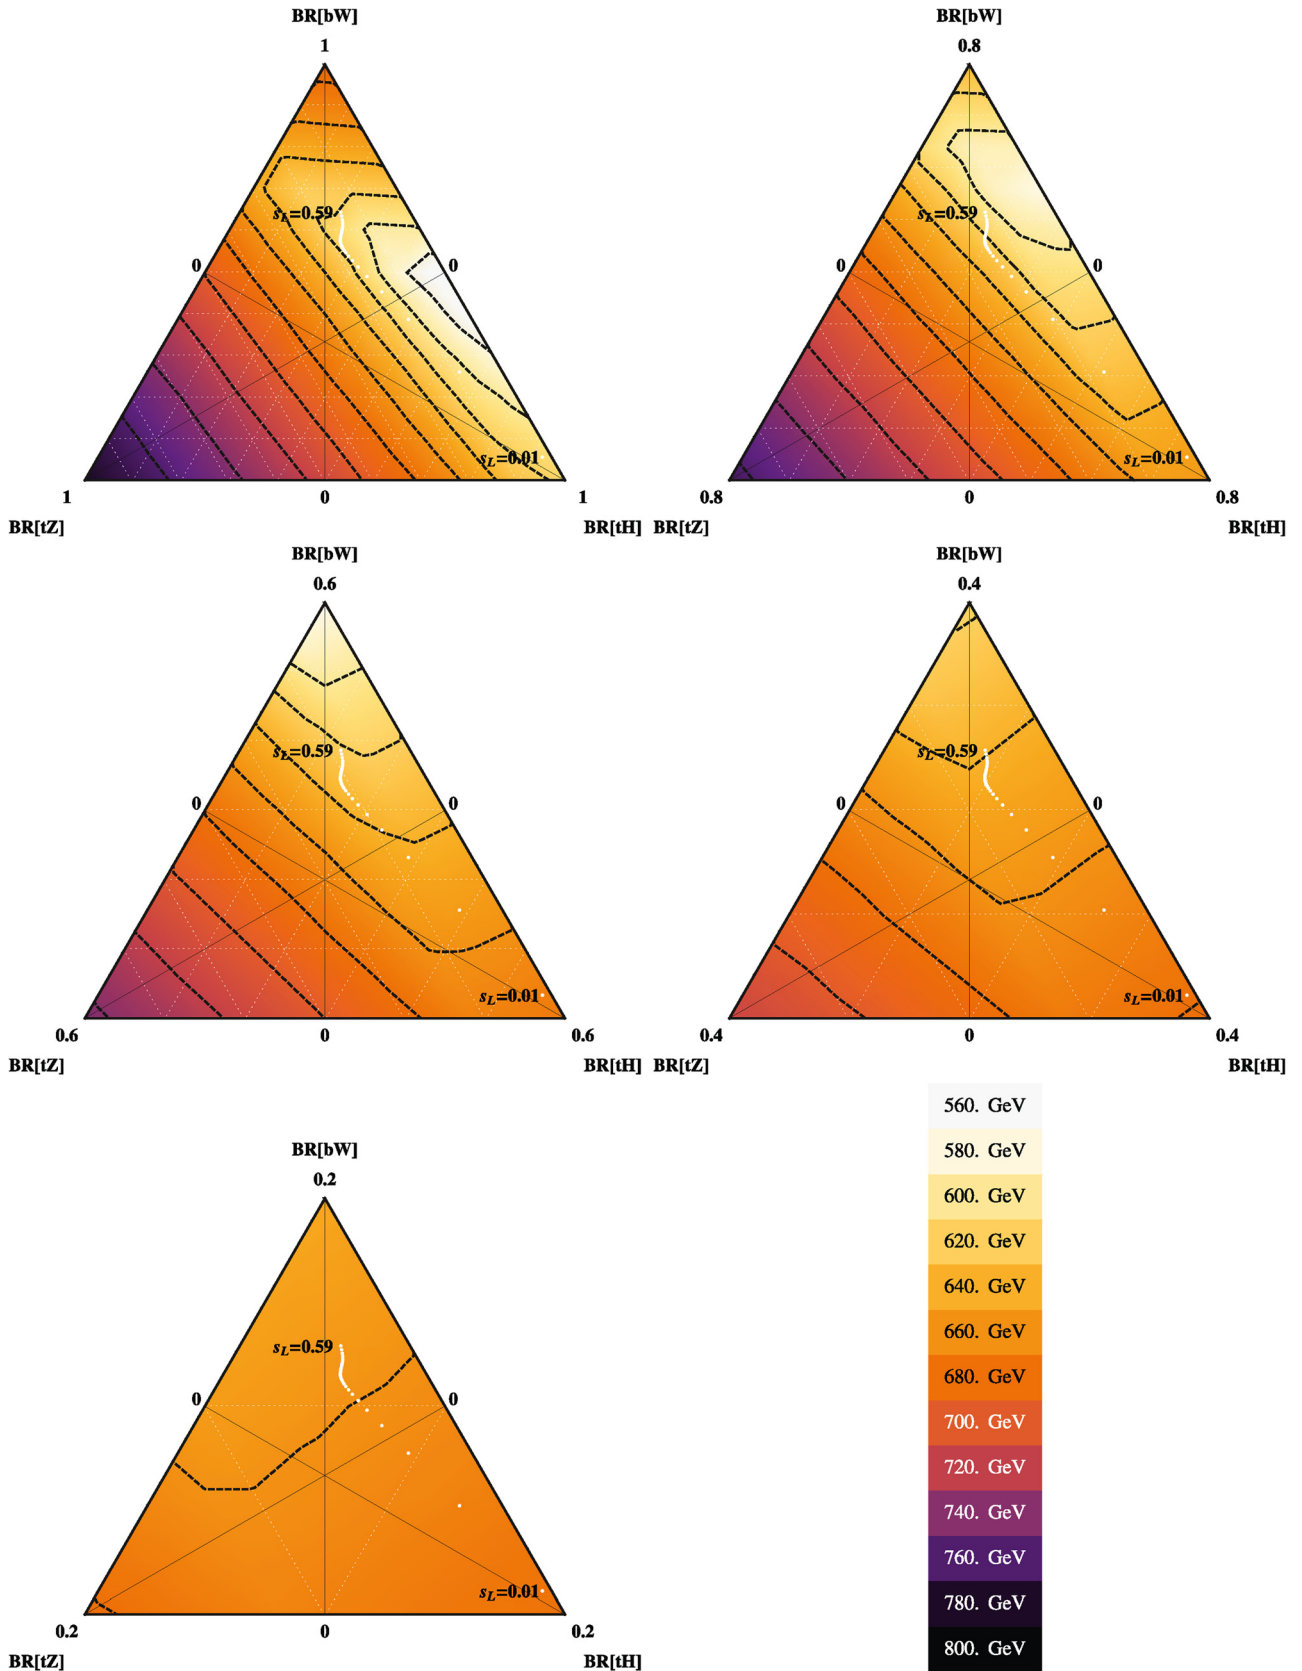 BR[bW] BR[bW]
1 0.8
s_L=0.59 s_L=0.59
0 0 0 0
s_L=0.01 s_L=0.01
1 0 1 0.8 0 0.8
BR[tZ] BR[tH] BR[tZ] BR[tH]
BR[bW] BR[bW]
0.6 0.4
s_L=0.59 s_L=0.59
0 0 0 0
s_L=0.01 s_L=0.01
0.6 0 0.6 0.4 0 0.4
BR[tZ] BR[tH] BR[tZ] BR[tH]
BR[bW]
0.2
s_L=0.59
0 0
s_L=0.01
0.2 0 0.2
BR[tZ] BR[tH]
560. GeV
580. GeV
600. GeV
620. GeV
640. GeV
660. GeV
680. GeV
700. GeV
720. GeV
740. GeV
760. GeV
780. GeV
800. GeV